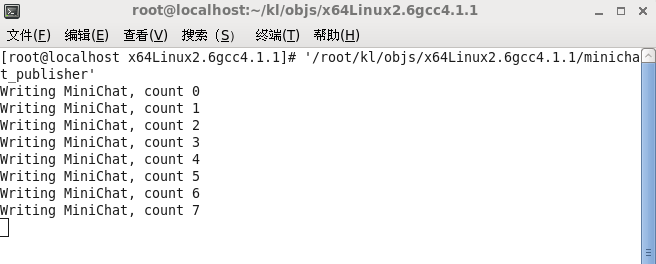 root@localhost:~/kl/objs/x64Linux2.6gcc4.1.1
文件(F) 编辑(E) 查看(V) 搜索(S) 终端(T) 帮助(H)
[root@localhost x64Linux2.6gcc4.1.1]# '/root/kl/objs/x64Linux2.6gcc4.1.1/minicha
t_publisher'
Writing MiniChat, count 0
Writing MiniChat, count 1
Writing MiniChat, count 2
Writing MiniChat, count 3
Writing MiniChat, count 4
Writing MiniChat, count 5
Writing MiniChat, count 6
Writing MiniChat, count 7